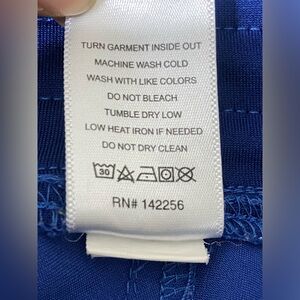 TURN GARMENT INSIDE OUT
MACHINE WASH COLD
WASH WITH LIKE COLORS
DO NOT BLEACH
TUMBLE DRY LOW
LOW HEAT IRON IF NEEDED
DO NOT DRY CLEAN
30
RN# 142256